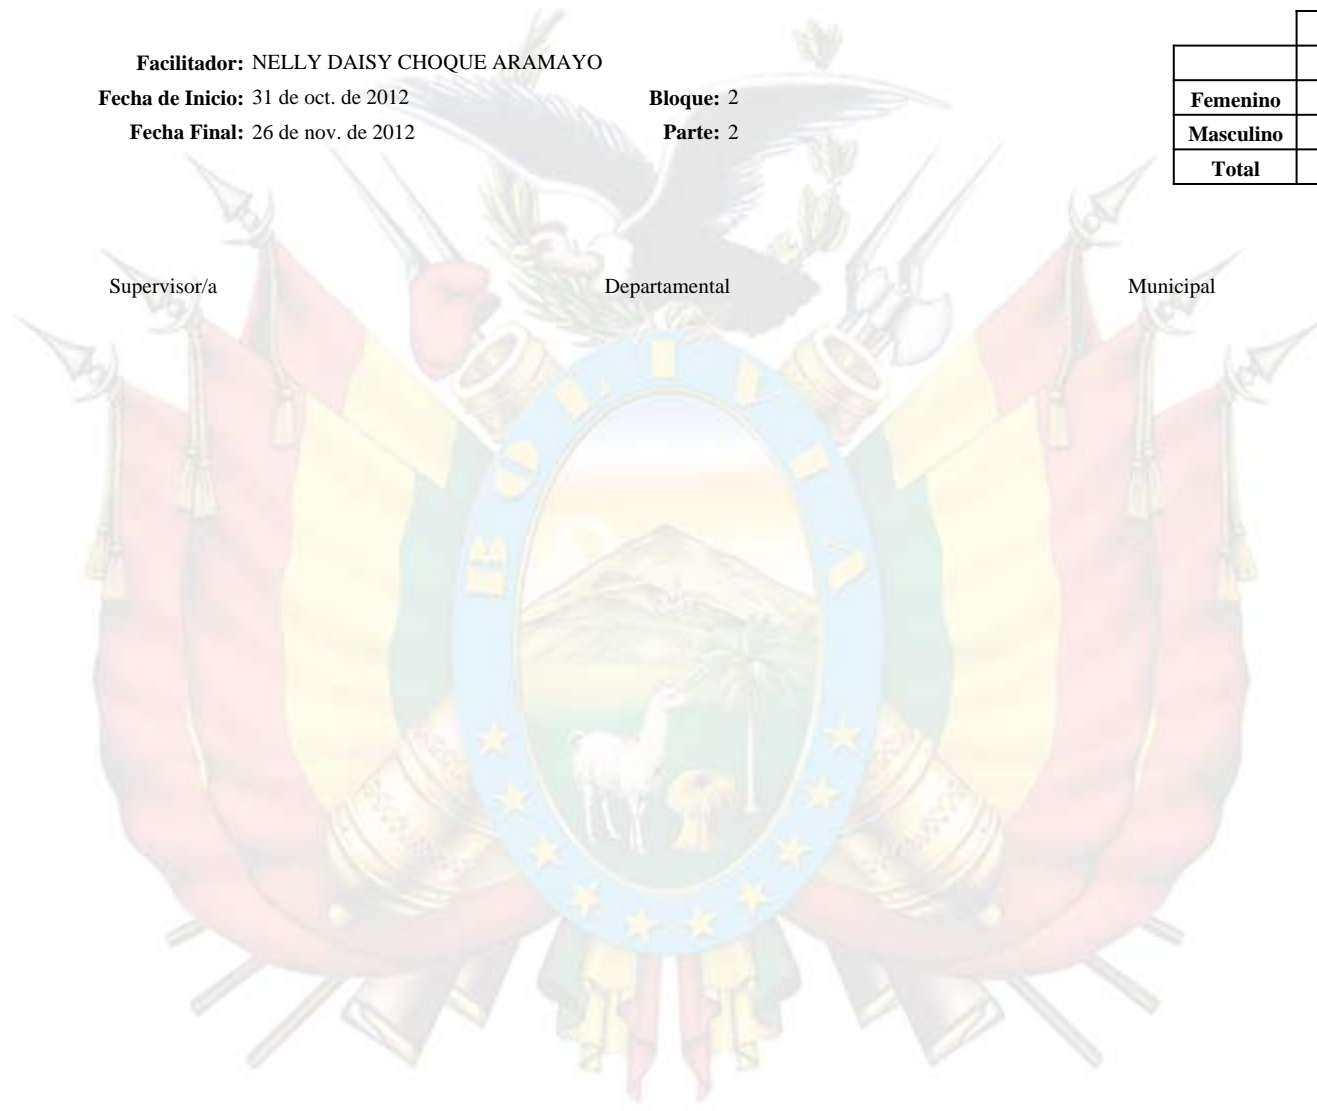 Facilitador: NELLY DAISY CHOQUE ARAMAYO
Fecha de Inicio: 31 de oct. de 2012 Bloque: 2
Fecha Final: 26 de nov. de 2012 Parte: 2
Femenino
Masculino
Total
Supervisor/a Departamental Municipal
BOLIVIA